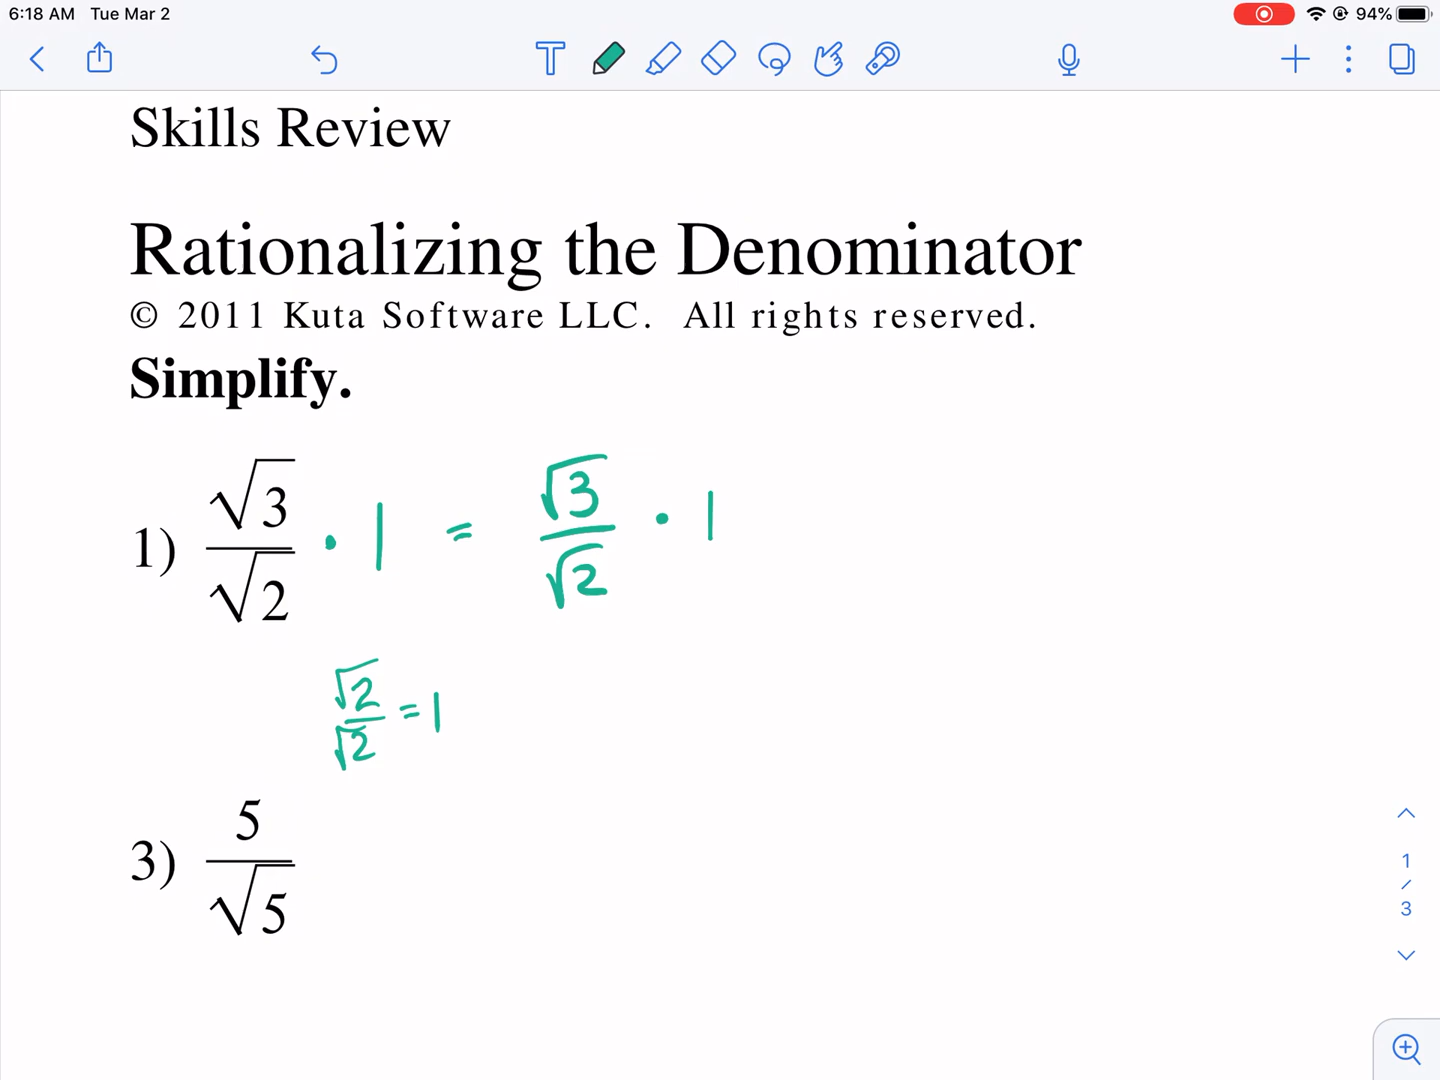 6:18 AM Tue Mar 2 94%
Skills Review
Rationalizing the Denominator
© 2011 Kuta Software LLC. All rights reserved.
Simplify.
1) √3/√2 · 1 = √3/√2 · 1
√2/√2 = 1
3) 5/√5
1
/
3